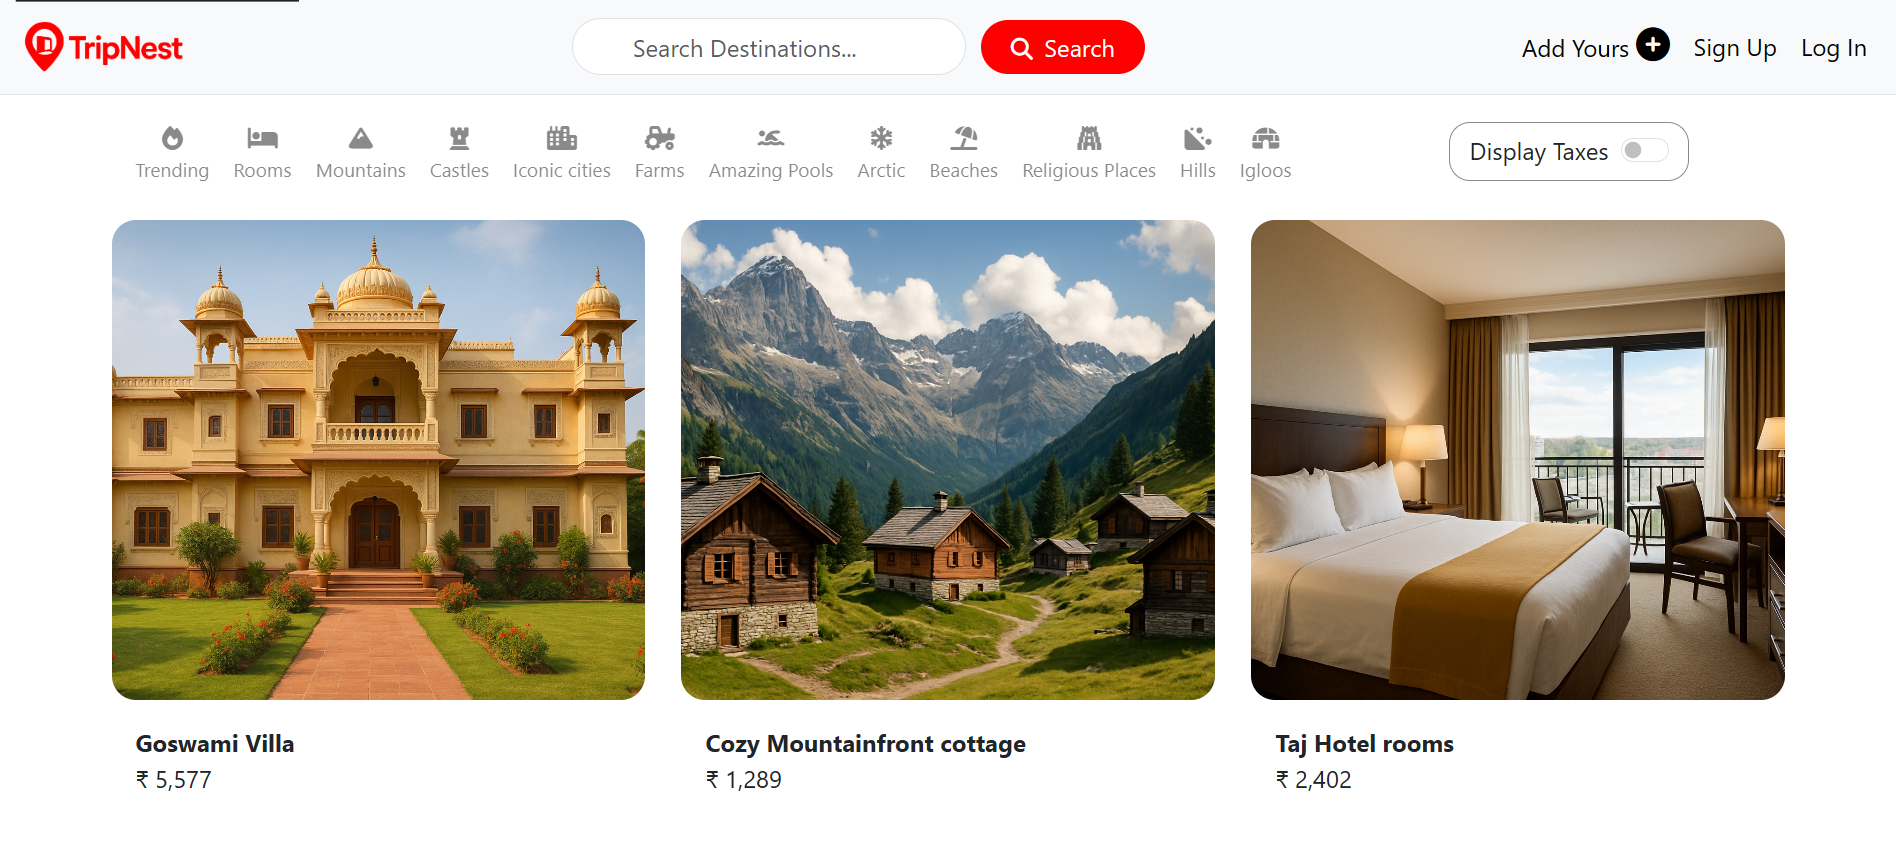 TripNest
Search Destinations...
Search
Add Yours
Sign Up
Log In
Trending
Rooms
Mountains
Castles
Iconic cities
Farms
Amazing Pools
Arctic
Beaches
Religious Places
Hills
Igloos
Display Taxes
Goswami Villa
₹ 5,577
Cozy Mountainfront cottage
₹ 1,289
Taj Hotel rooms
₹ 2,402